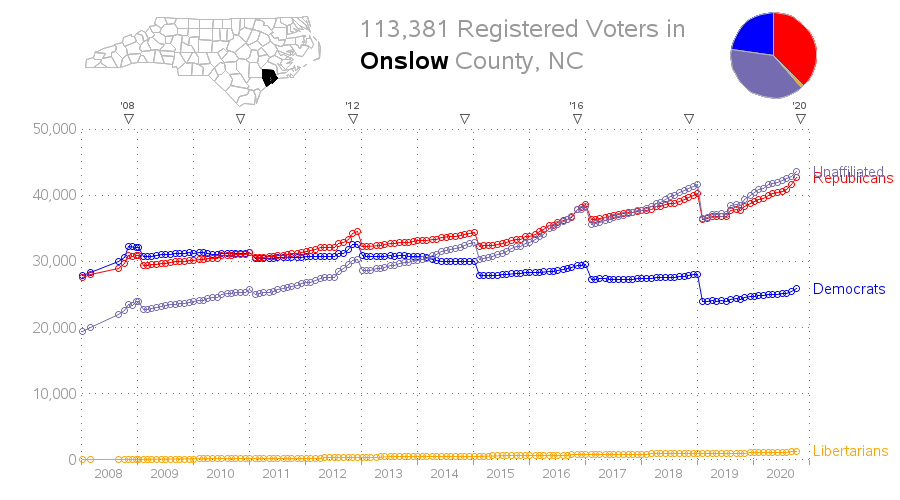 113,381 Registered Voters in
Onslow County, NC
'08 '12 '16 '20
50,000
Unaffiliated
Republicans
40,000
30,000
Democrats
20,000
10,000
Libertarians
0
2008 2009 2010 2011 2012 2013 2014 2015 2016 2017 2018 2019 2020